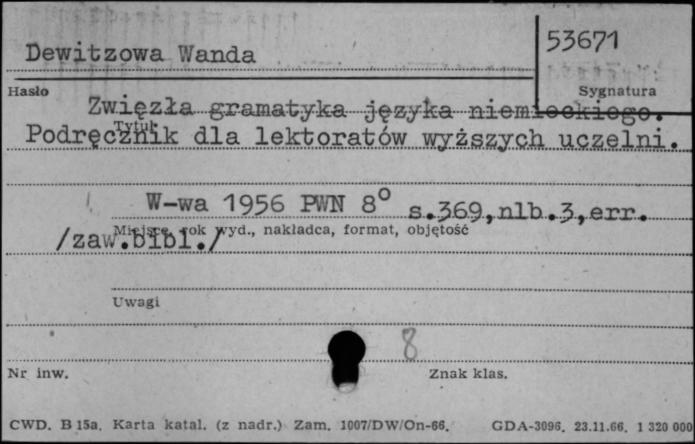 Dewitzowa Wanda
53671
Hasło
Sygnatura
Zwięzła gramatyka języka niemieckiego.
Tytuł
Podręcznik dla lektoratów wyższych uczelni.
W-wa 1956 PWN 8° s.369,nlb.3,err.
Miejsce, rok wyd., nakładca, format, objętość
/zaw.bibl./
Uwagi
8
Nr inw.
Znak klas.
CWD. B 15a. Karta katal. (z nadr.) Zam. 1007/DW/On-66. GDA-3096. 23.11.66. 1 320 000